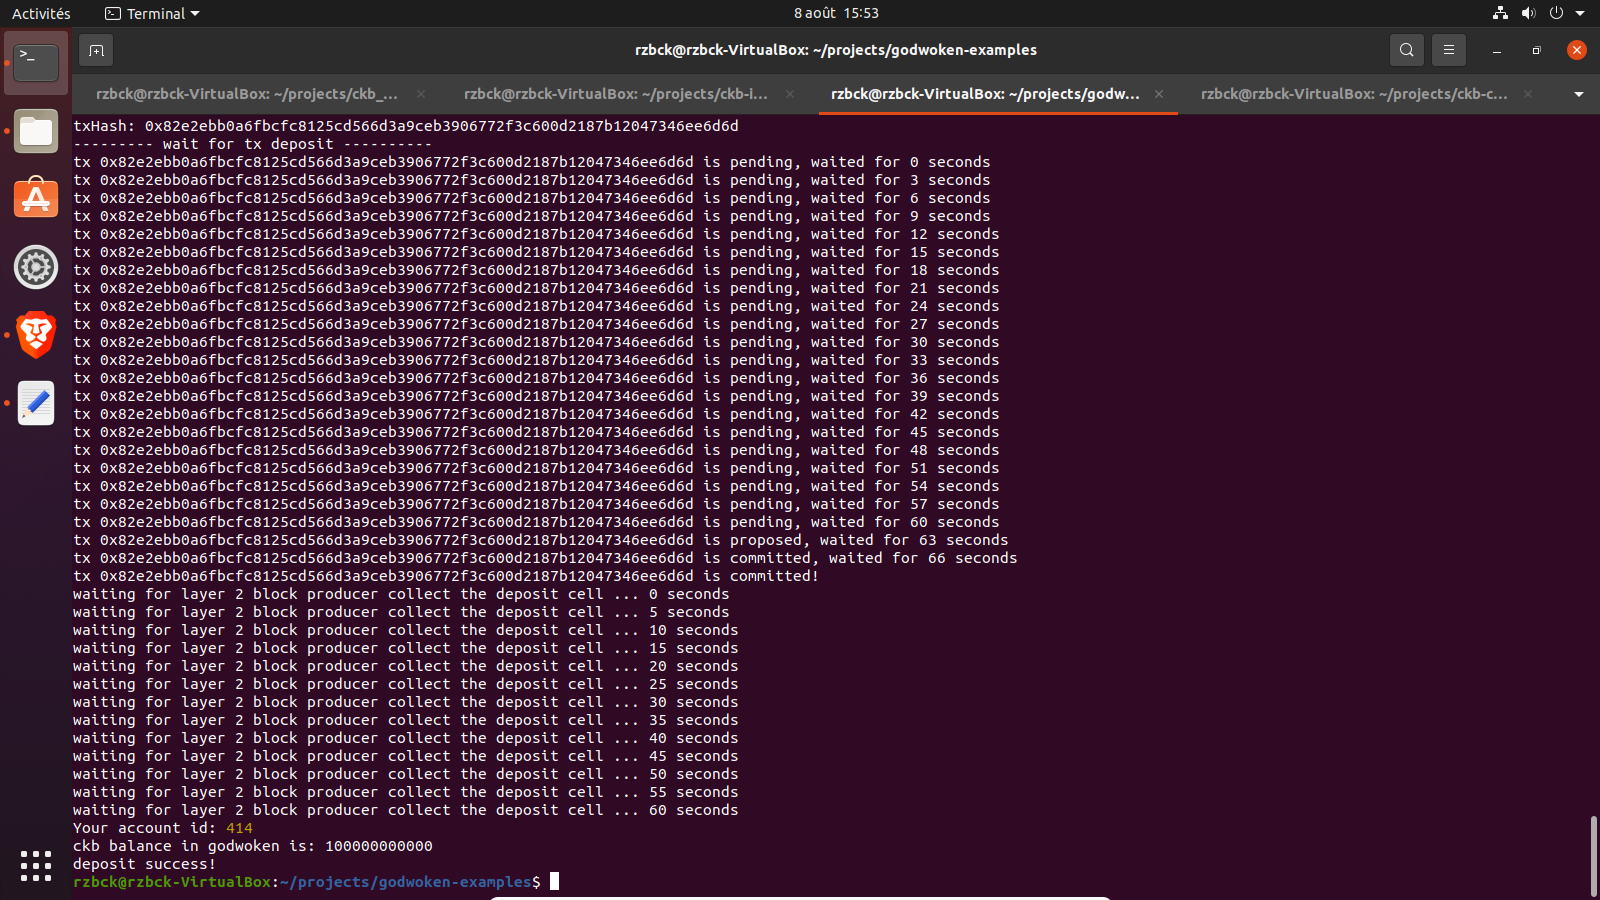 Activités
Terminal
8 août 15:53
rzbck@rzbck-VirtualBox: ~/projects/godwoken-examples
rzbck@rzbck-VirtualBox: ~/projects/ckb_...
rzbck@rzbck-VirtualBox: ~/projects/ckb-i...
rzbck@rzbck-VirtualBox: ~/projects/godw...
rzbck@rzbck-VirtualBox: ~/projects/ckb-c...
txHash: 0x82e2ebb0a6fbcfc8125cd566d3a9ceb3906772f3c600d2187b12047346ee6d6d
--------- wait for tx deposit ----------
tx 0x82e2ebb0a6fbcfc8125cd566d3a9ceb3906772f3c600d2187b12047346ee6d6d is pending, waited for 0 seconds
tx 0x82e2ebb0a6fbcfc8125cd566d3a9ceb3906772f3c600d2187b12047346ee6d6d is pending, waited for 3 seconds
tx 0x82e2ebb0a6fbcfc8125cd566d3a9ceb3906772f3c600d2187b12047346ee6d6d is pending, waited for 6 seconds
tx 0x82e2ebb0a6fbcfc8125cd566d3a9ceb3906772f3c600d2187b12047346ee6d6d is pending, waited for 9 seconds
tx 0x82e2ebb0a6fbcfc8125cd566d3a9ceb3906772f3c600d2187b12047346ee6d6d is pending, waited for 12 seconds
tx 0x82e2ebb0a6fbcfc8125cd566d3a9ceb3906772f3c600d2187b12047346ee6d6d is pending, waited for 15 seconds
tx 0x82e2ebb0a6fbcfc8125cd566d3a9ceb3906772f3c600d2187b12047346ee6d6d is pending, waited for 18 seconds
tx 0x82e2ebb0a6fbcfc8125cd566d3a9ceb3906772f3c600d2187b12047346ee6d6d is pending, waited for 21 seconds
tx 0x82e2ebb0a6fbcfc8125cd566d3a9ceb3906772f3c600d2187b12047346ee6d6d is pending, waited for 24 seconds
tx 0x82e2ebb0a6fbcfc8125cd566d3a9ceb3906772f3c600d2187b12047346ee6d6d is pending, waited for 27 seconds
tx 0x82e2ebb0a6fbcfc8125cd566d3a9ceb3906772f3c600d2187b12047346ee6d6d is pending, waited for 30 seconds
tx 0x82e2ebb0a6fbcfc8125cd566d3a9ceb3906772f3c600d2187b12047346ee6d6d is pending, waited for 33 seconds
tx 0x82e2ebb0a6fbcfc8125cd566d3a9ceb3906772f3c600d2187b12047346ee6d6d is pending, waited for 36 seconds
tx 0x82e2ebb0a6fbcfc8125cd566d3a9ceb3906772f3c600d2187b12047346ee6d6d is pending, waited for 39 seconds
tx 0x82e2ebb0a6fbcfc8125cd566d3a9ceb3906772f3c600d2187b12047346ee6d6d is pending, waited for 42 seconds
tx 0x82e2ebb0a6fbcfc8125cd566d3a9ceb3906772f3c600d2187b12047346ee6d6d is pending, waited for 45 seconds
tx 0x82e2ebb0a6fbcfc8125cd566d3a9ceb3906772f3c600d2187b12047346ee6d6d is pending, waited for 48 seconds
tx 0x82e2ebb0a6fbcfc8125cd566d3a9ceb3906772f3c600d2187b12047346ee6d6d is pending, waited for 51 seconds
tx 0x82e2ebb0a6fbcfc8125cd566d3a9ceb3906772f3c600d2187b12047346ee6d6d is pending, waited for 54 seconds
tx 0x82e2ebb0a6fbcfc8125cd566d3a9ceb3906772f3c600d2187b12047346ee6d6d is pending, waited for 57 seconds
tx 0x82e2ebb0a6fbcfc8125cd566d3a9ceb3906772f3c600d2187b12047346ee6d6d is pending, waited for 60 seconds
tx 0x82e2ebb0a6fbcfc8125cd566d3a9ceb3906772f3c600d2187b12047346ee6d6d is proposed, waited for 63 seconds
tx 0x82e2ebb0a6fbcfc8125cd566d3a9ceb3906772f3c600d2187b12047346ee6d6d is committed, waited for 66 seconds
tx 0x82e2ebb0a6fbcfc8125cd566d3a9ceb3906772f3c600d2187b12047346ee6d6d is committed!
waiting for layer 2 block producer collect the deposit cell ... 0 seconds
waiting for layer 2 block producer collect the deposit cell ... 5 seconds
waiting for layer 2 block producer collect the deposit cell ... 10 seconds
waiting for layer 2 block producer collect the deposit cell ... 15 seconds
waiting for layer 2 block producer collect the deposit cell ... 20 seconds
waiting for layer 2 block producer collect the deposit cell ... 25 seconds
waiting for layer 2 block producer collect the deposit cell ... 30 seconds
waiting for layer 2 block producer collect the deposit cell ... 35 seconds
waiting for layer 2 block producer collect the deposit cell ... 40 seconds
waiting for layer 2 block producer collect the deposit cell ... 45 seconds
waiting for layer 2 block producer collect the deposit cell ... 50 seconds
waiting for layer 2 block producer collect the deposit cell ... 55 seconds
waiting for layer 2 block producer collect the deposit cell ... 60 seconds
Your account id: 414
ckb balance in godwoken is: 100000000000
deposit success!
rzbck@rzbck-VirtualBox:~/projects/godwoken-examples$